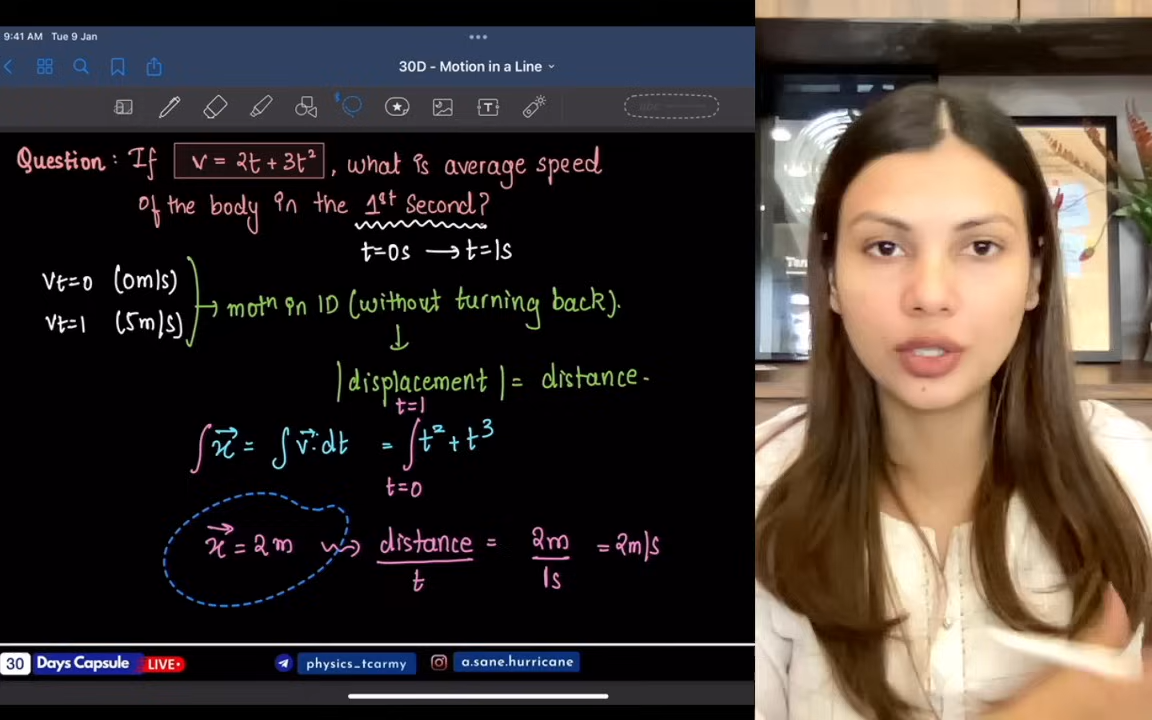 9:41 AM Tue 9 Jan
30D - Motion in a Line
Question: If v = 2t + 3t², what is average speed
of the body in the 1st Second?
t=0s → t=1s
Vt=0 (0m/s)
Vt=1 (5m/s)
→ motn in 1D (without turning back).
↓
|displacement| = distance.
∫x⃗ = ∫v⃗.dt = ∫ t=0 t=1 t² + t³
x⃗ = 2m ⇝ distance/t = 2m/1s = 2m/s
30 Days Capsule LIVE
physics_tcarmy
a.sane.hurricane